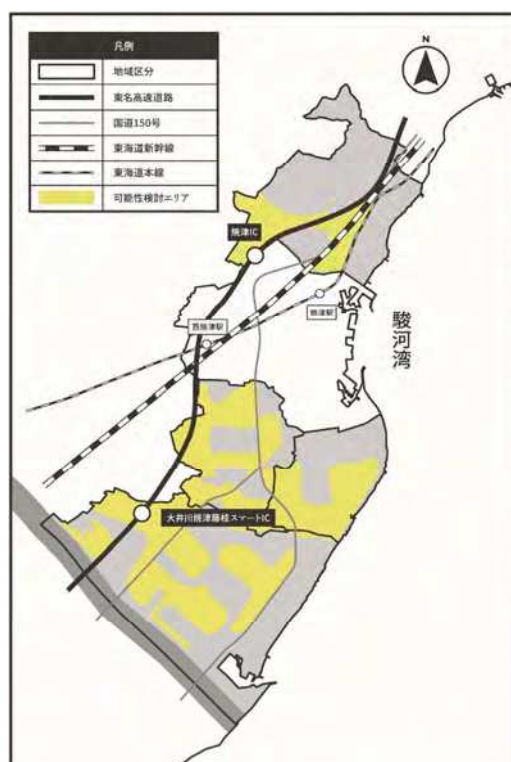 凡例
地域区分
東名高速道路
国道150号
東海道新幹線
東海道本線
可能性検討エリア
N
焼津IC
焼津駅
西焼津駅
駿河湾
大井川焼津藤枝スマートIC